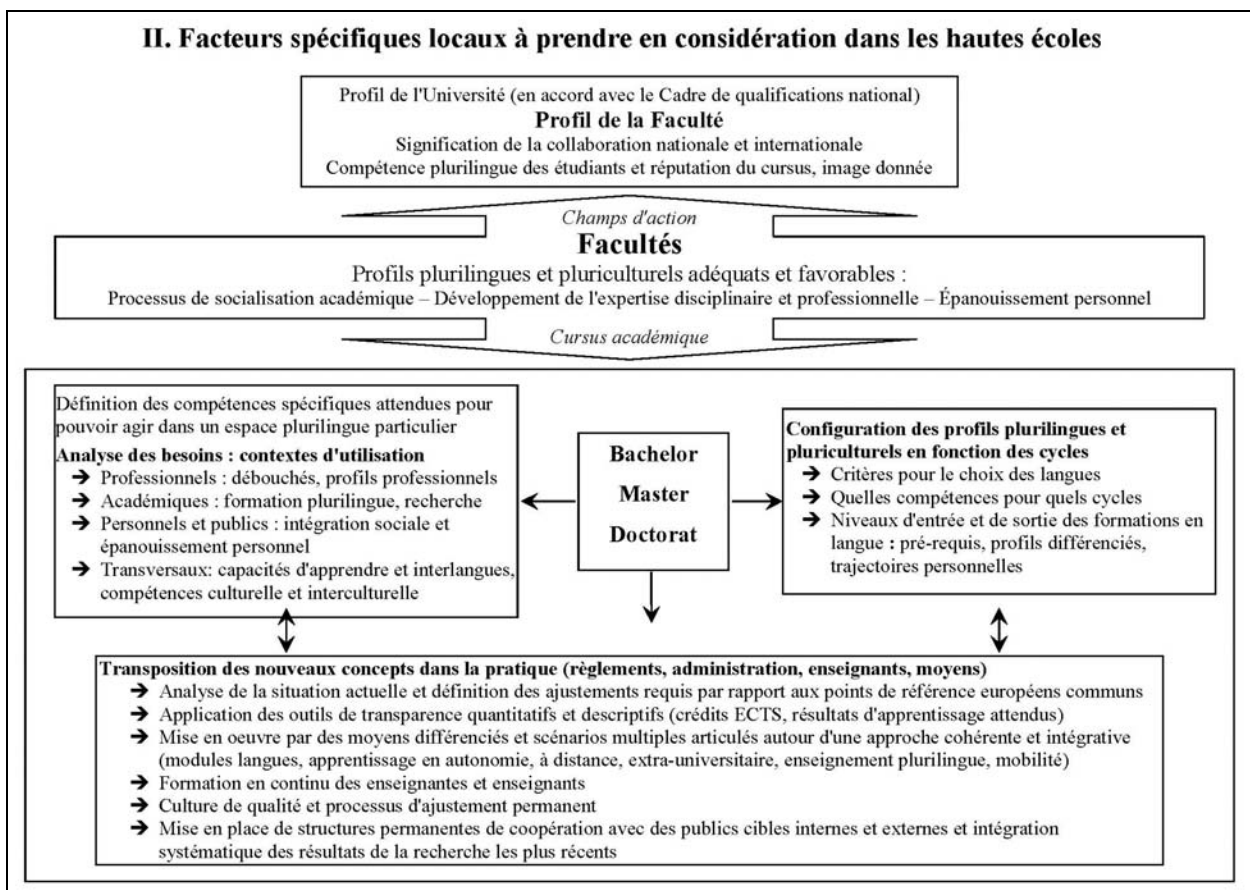 II. Facteurs spécifiques locaux à prendre en considération dans les hautes écoles
Profil de l'Université (en accord avec le Cadre de qualifications national)
Profil de la Faculté
Signification de la collaboration nationale et internationale
Compétence plurilingue des étudiants et réputation du cursus, image donnée
Champs d'action
Facultés
Profils plurilingues et pluriculturels adéquats et favorables :
Processus de socialisation académique – Développement de l'expertise disciplinaire et professionnelle – Épanouissement personnel
Cursus académique
Définition des compétences spécifiques attendues pour
pouvoir agir dans un espace plurilingue particulier
Analyse des besoins : contextes d'utilisation
➔ Professionnels : débouchés, profils professionnels
➔ Académiques : formation plurilingue, recherche
➔ Personnels et publics : intégration sociale et
épanouissement personnel
➔ Transversaux: capacités d'apprendre et interlangues,
compétences culturelle et interculturelle
Bachelor
Master
Doctorat
Configuration des profils plurilingues et
pluriculturels en fonction des cycles
➔ Critères pour le choix des langues
➔ Quelles compétences pour quels cycles
➔ Niveaux d'entrée et de sortie des formations en
langue : pré-requis, profils différenciés,
trajectoires personnelles
Transposition des nouveaux concepts dans la pratique (règlements, administration, enseignants, moyens)
➔ Analyse de la situation actuelle et définition des ajustements requis par rapport aux points de référence européens communs
➔ Application des outils de transparence quantitatifs et descriptifs (crédits ECTS, résultats d'apprentissage attendus)
➔ Mise en oeuvre par des moyens différenciés et scénarios multiples articulés autour d'une approche cohérente et intégrative
(modules langues, apprentissage en autonomie, à distance, extra-universitaire, enseignement plurilingue, mobilité)
➔ Formation en continu des enseignantes et enseignants
➔ Culture de qualité et processus d'ajustement permanent
➔ Mise en place de structures permanentes de coopération avec des publics cibles internes et externes et intégration
systématique des résultats de la recherche les plus récents